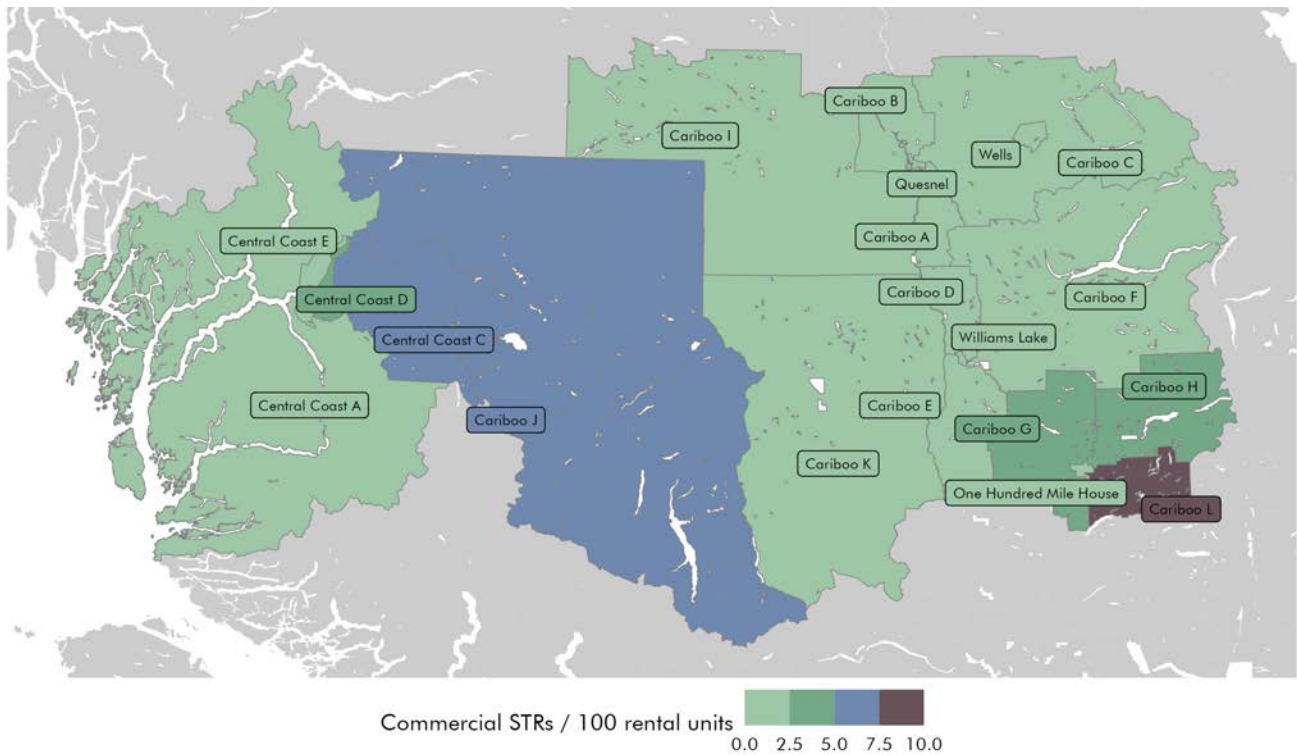 Cariboo B
Cariboo I
Wells
Cariboo C
Quesnel
Cariboo A
Central Coast E
Cariboo D
Central Coast D
Cariboo F
Central Coast C
Williams Lake
Cariboo H
Central Coast A
Cariboo E
Cariboo J
Cariboo G
Cariboo K
One Hundred Mile House
Cariboo L
Commercial STRs / 100 rental units
0.0 2.5 5.0 7.5 10.0